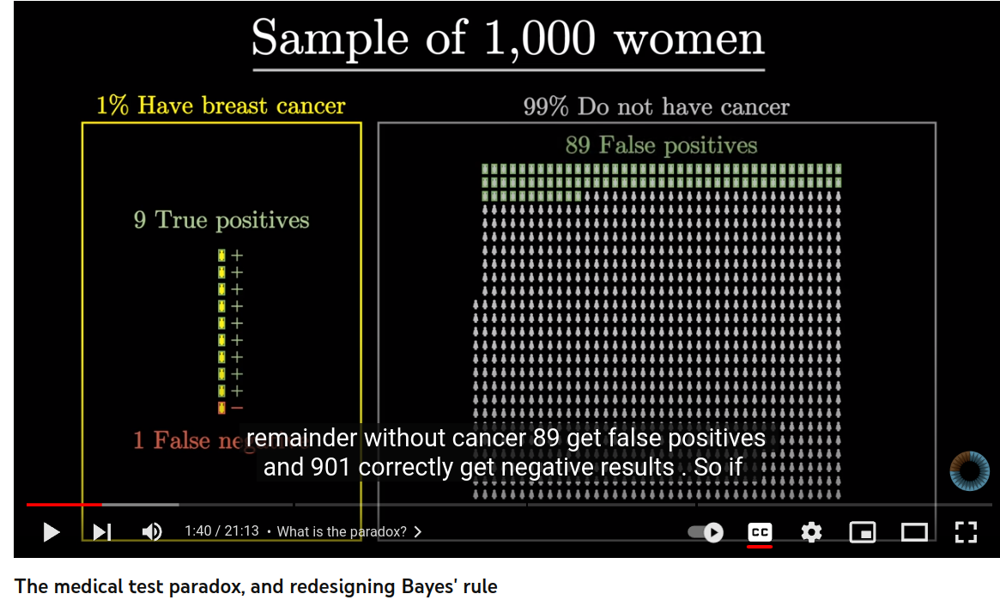 Sample of 1,000 women
1% Have breast cancer
99% Do not have cancer
89 False positives
9 True positives
+
+
+
+
+
+
+
+
+
−
1 False
remainder without cancer 89 get false positives
and 901 correctly get negative results . So if
1:40 / 21:13 • What is the paradox? >
CC
The medical test paradox, and redesigning Bayes' rule